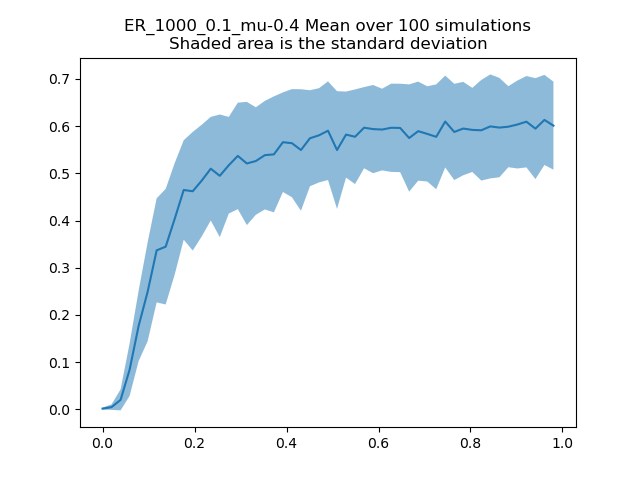 ER_1000_0.1_mu-0.4 Mean over 100 simulations
Shaded area is the standard deviation
0.7
0.6
0.5
0.4
0.3
0.2
0.1
0.0
0.0 0.2 0.4 0.6 0.8 1.0